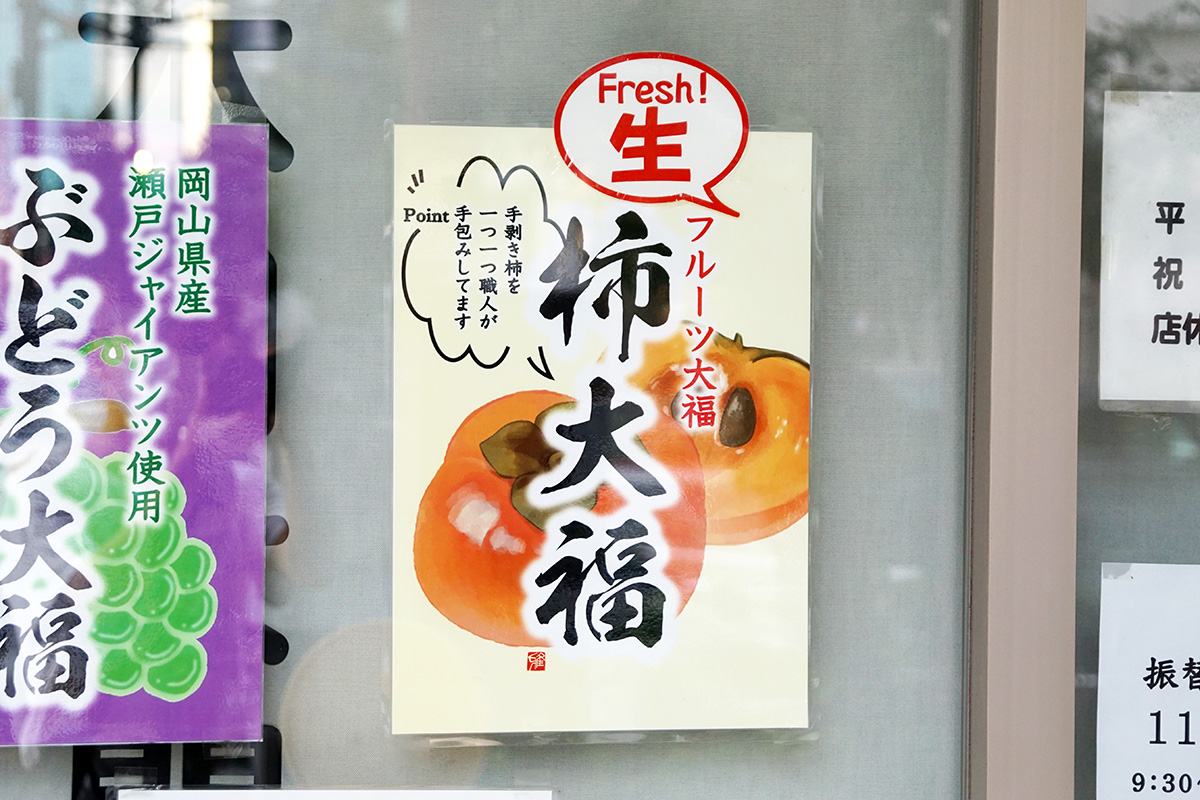 岡山県産
瀬戸ジャイアンツ使用
ぶどう大福
Fresh!
生
フルーツ大福
柿大福
Point
手剥き柿を
一つ一つ職人が
手包みしてます
平
祝
店休
振替
11
9:30~